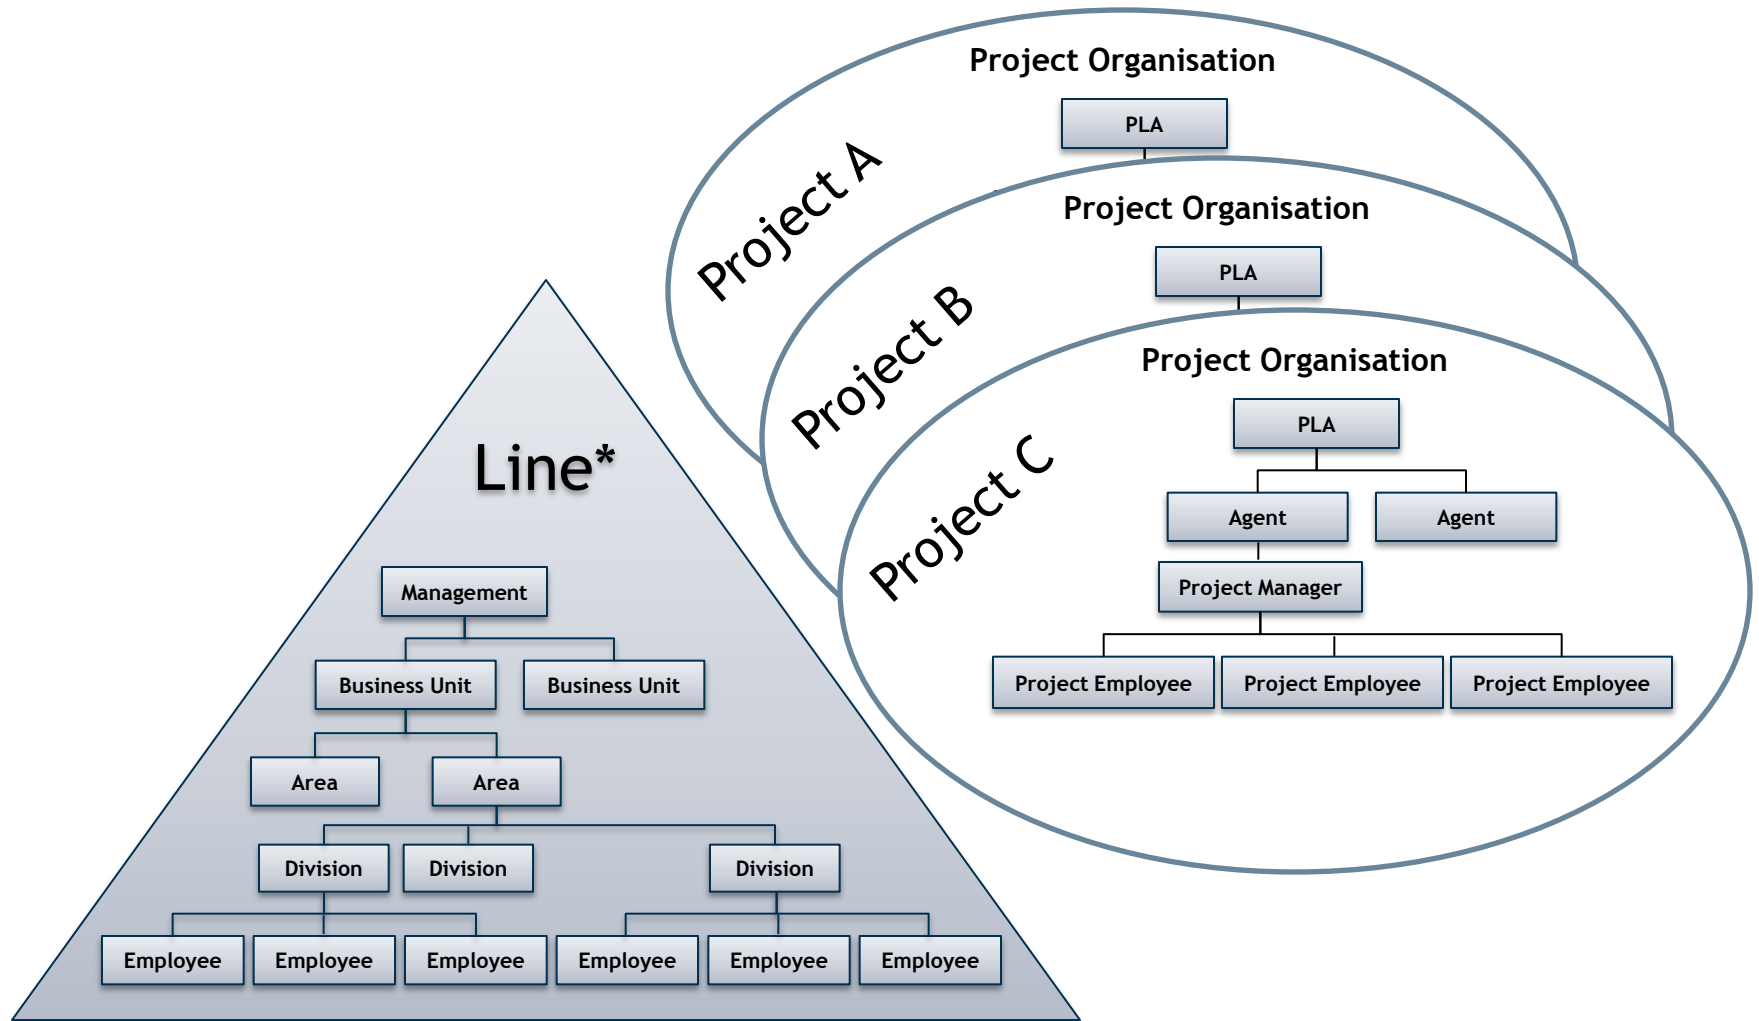 Project Organisation
PLA
Project A
Project Organisation
PLA
Project B
Project Organisation
PLA
Project C
Agent Agent
Project Manager
Project Employee Project Employee Project Employee
Line*
Management
Business Unit Business Unit
Area Area
Division Division Division
Employee Employee Employee Employee Employee Employee